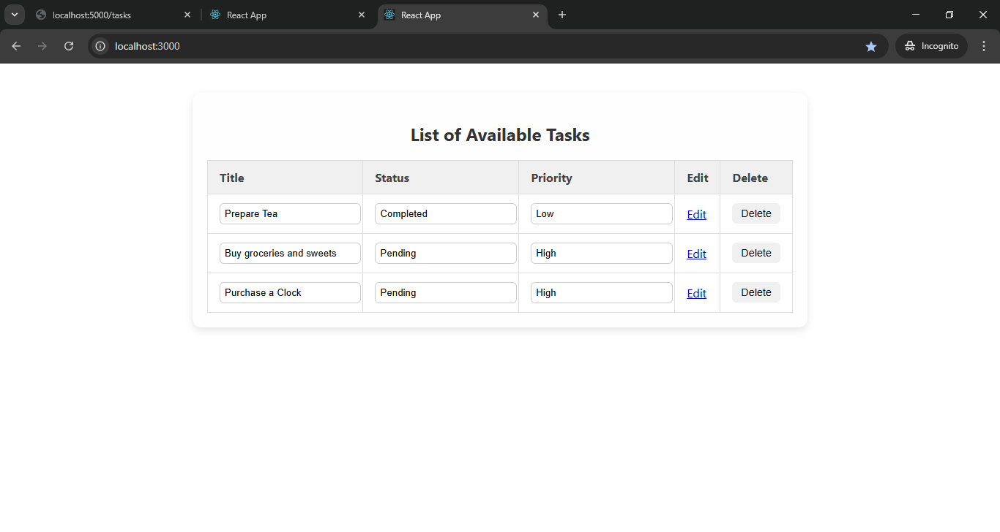 localhost:5000/tasks React App React App
localhost:3000 Incognito
List of Available Tasks
Title Status Priority Edit Delete
Prepare Tea Completed Low Edit Delete
Buy groceries and sweets Pending High Edit Delete
Purchase a Clock Pending High Edit Delete